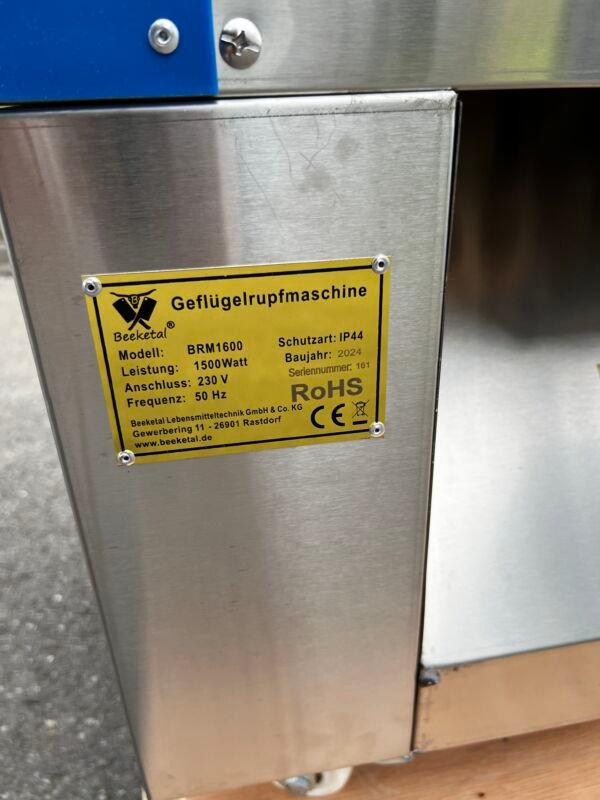 Geflügelrupfmaschine
B
Beeketal®
Modell: BRM1600
Leistung: 1500Watt
Anschluss: 230 V
Frequenz: 50 Hz
Schutzart: IP44
Baujahr: 2024
Seriennummer: 161
RoHS
CE
Beeketal Lebensmitteltechnik GmbH & Co. KG
Gewerbering 11 - 26901 Rastdorf
www.beeketal.de